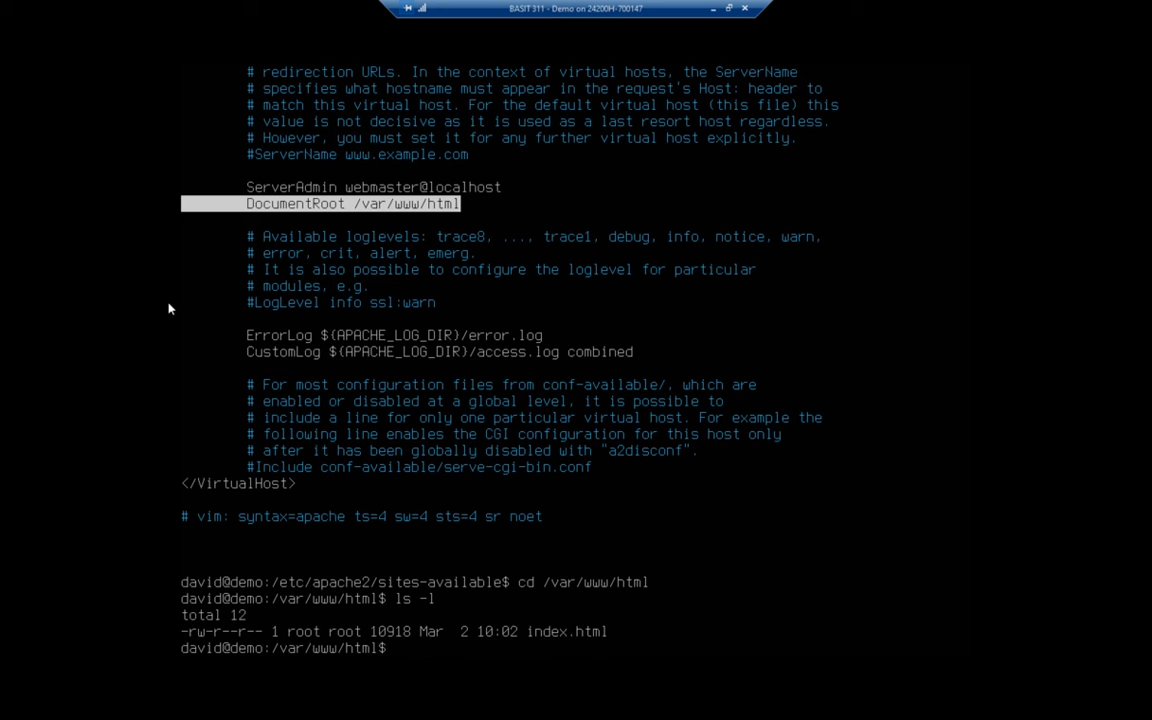 BASIT 311 - Demo on 24200H-700147
# redirection URLs. In the context of virtual hosts, the ServerName
# specifies what hostname must appear in the request's Host: header to
# match this virtual host. For the default virtual host (this file) this
# value is not decisive as it is used as a last resort host regardless.
# However, you must set it for any further virtual host explicitly.
#ServerName www.example.com
ServerAdmin webmaster@localhost
DocumentRoot /var/www/html
# Available loglevels: trace8, ..., trace1, debug, info, notice, warn,
# error, crit, alert, emerg.
# It is also possible to configure the loglevel for particular
# modules, e.g.
#LogLevel info ssl:warn
ErrorLog ${APACHE_LOG_DIR}/error.log
CustomLog ${APACHE_LOG_DIR}/access.log combined
# For most configuration files from conf-available/, which are
# enabled or disabled at a global level, it is possible to
# include a line for only one particular virtual host. For example the
# following line enables the CGI configuration for this host only
# after it has been globally disabled with "a2disconf".
#Include conf-available/serve-cgi-bin.conf
</VirtualHost>
# vim: syntax=apache ts=4 sw=4 sts=4 sr noet
david@demo:/etc/apache2/sites-available$ cd /var/www/html
david@demo:/var/www/html$ ls -l
total 12
-rw-r--r-- 1 root root 10918 Mar  2 10:02 index.html
david@demo:/var/www/html$